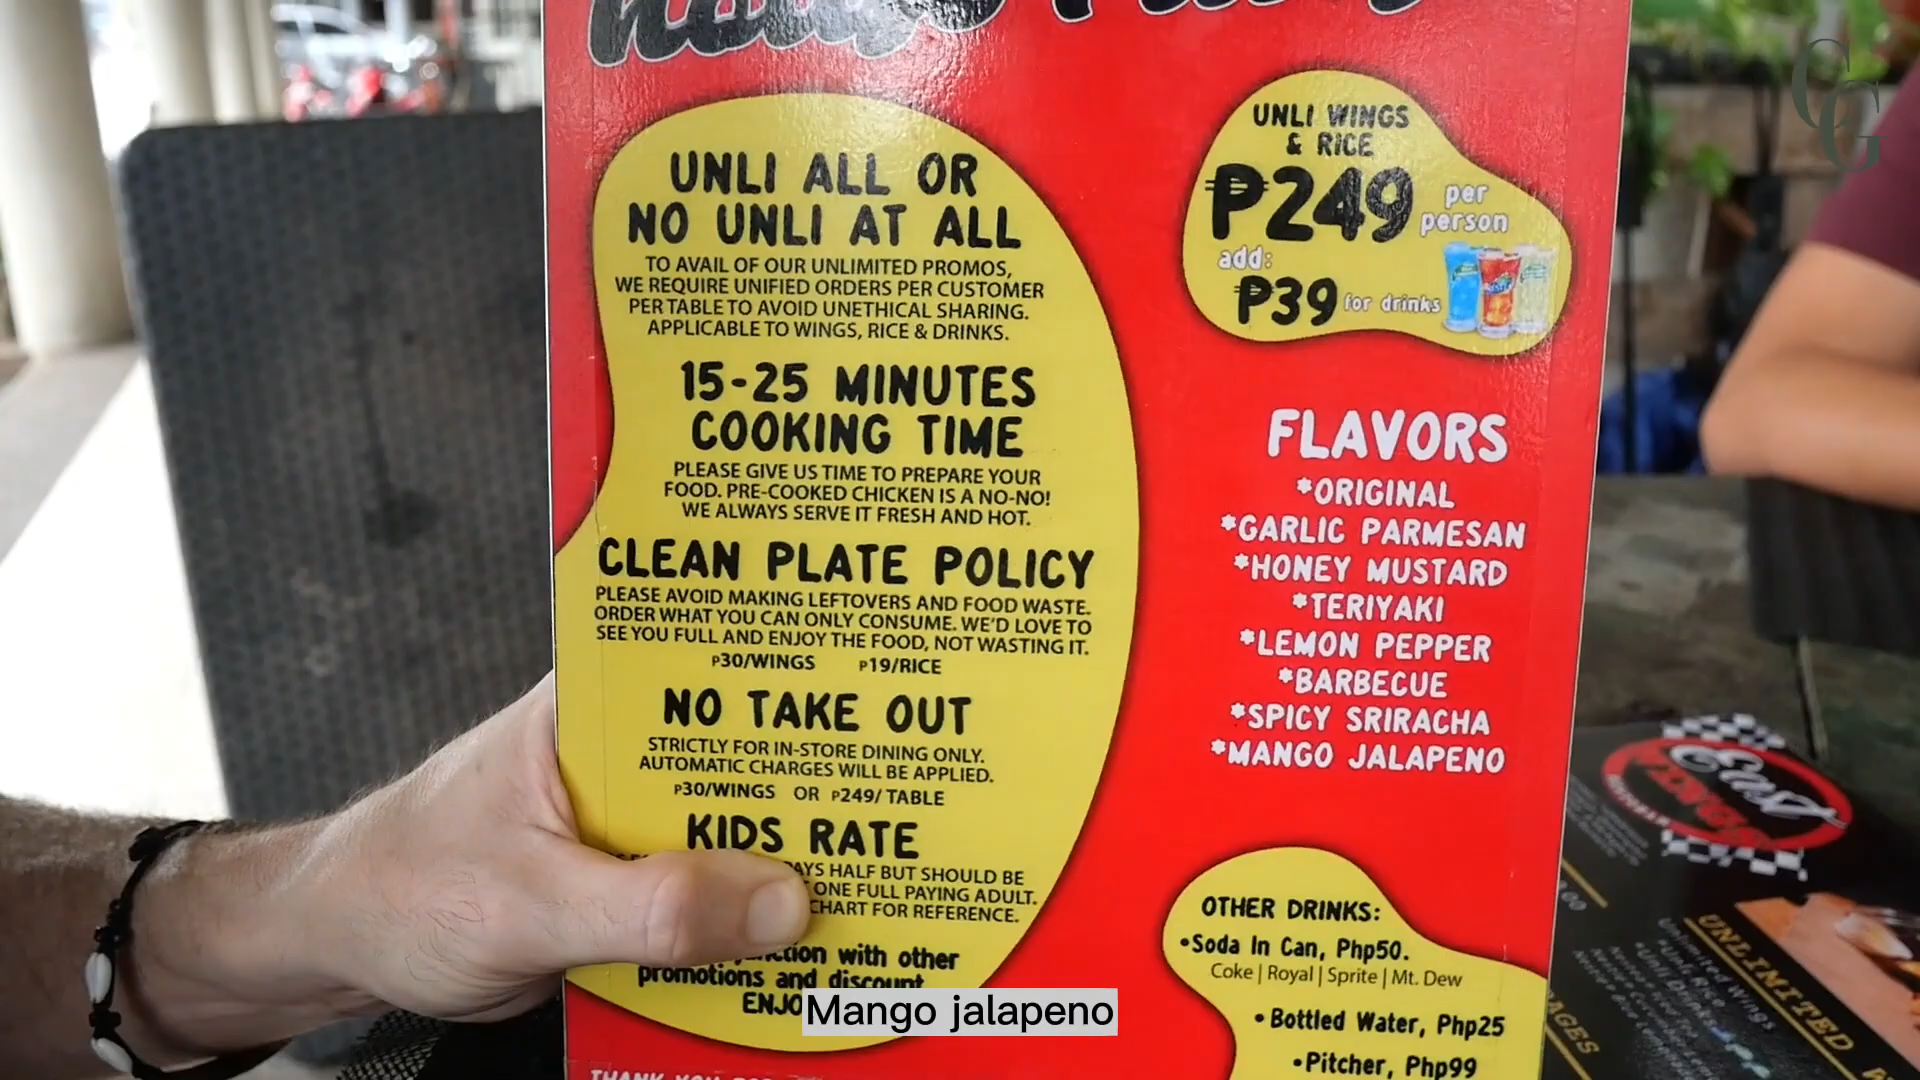 UNLI ALL OR
NO UNLI AT ALL
TO AVAIL OF OUR UNLIMITED PROMOS,
WE REQUIRE UNIFIED ORDERS PER CUSTOMER
PER TABLE TO AVOID UNETHICAL SHARING.
APPLICABLE TO WINGS, RICE & DRINKS.
15-25 MINUTES
COOKING TIME
PLEASE GIVE US TIME TO PREPARE YOUR
FOOD. PRE-COOKED CHICKEN IS A NO-NO!
WE ALWAYS SERVE IT FRESH AND HOT.
CLEAN PLATE POLICY
PLEASE AVOID MAKING LEFTOVERS AND FOOD WASTE.
ORDER WHAT YOU CAN ONLY CONSUME. WE'D LOVE TO
SEE YOU FULL AND ENJOY THE FOOD, NOT WASTING IT.
₱30/WINGS ₱19/RICE
NO TAKE OUT
STRICTLY FOR IN-STORE DINING ONLY.
AUTOMATIC CHARGES WILL BE APPLIED.
₱30/WINGS OR ₱249/ TABLE
KIDS RATE
HALF BUT SHOULD BE
ONE FULL PAYING ADULT.
CHART FOR REFERENCE.
with other
promotions and discount
UNLI WINGS
& RICE
₱249 per
person
add:
₱39 for drinks
FLAVORS
*ORIGINAL
*GARLIC PARMESAN
*HONEY MUSTARD
*TERIYAKI
*LEMON PEPPER
*BARBECUE
*SPICY SRIRACHA
*MANGO JALAPENO
OTHER DRINKS:
•Soda In Can, Php50.
Coke | Royal | Sprite | Mt. Dew
•Bottled Water, Php25
•Pitcher, Php99
CG
East
UNLIMITED
Unlimited Wings
Mango jalapeno